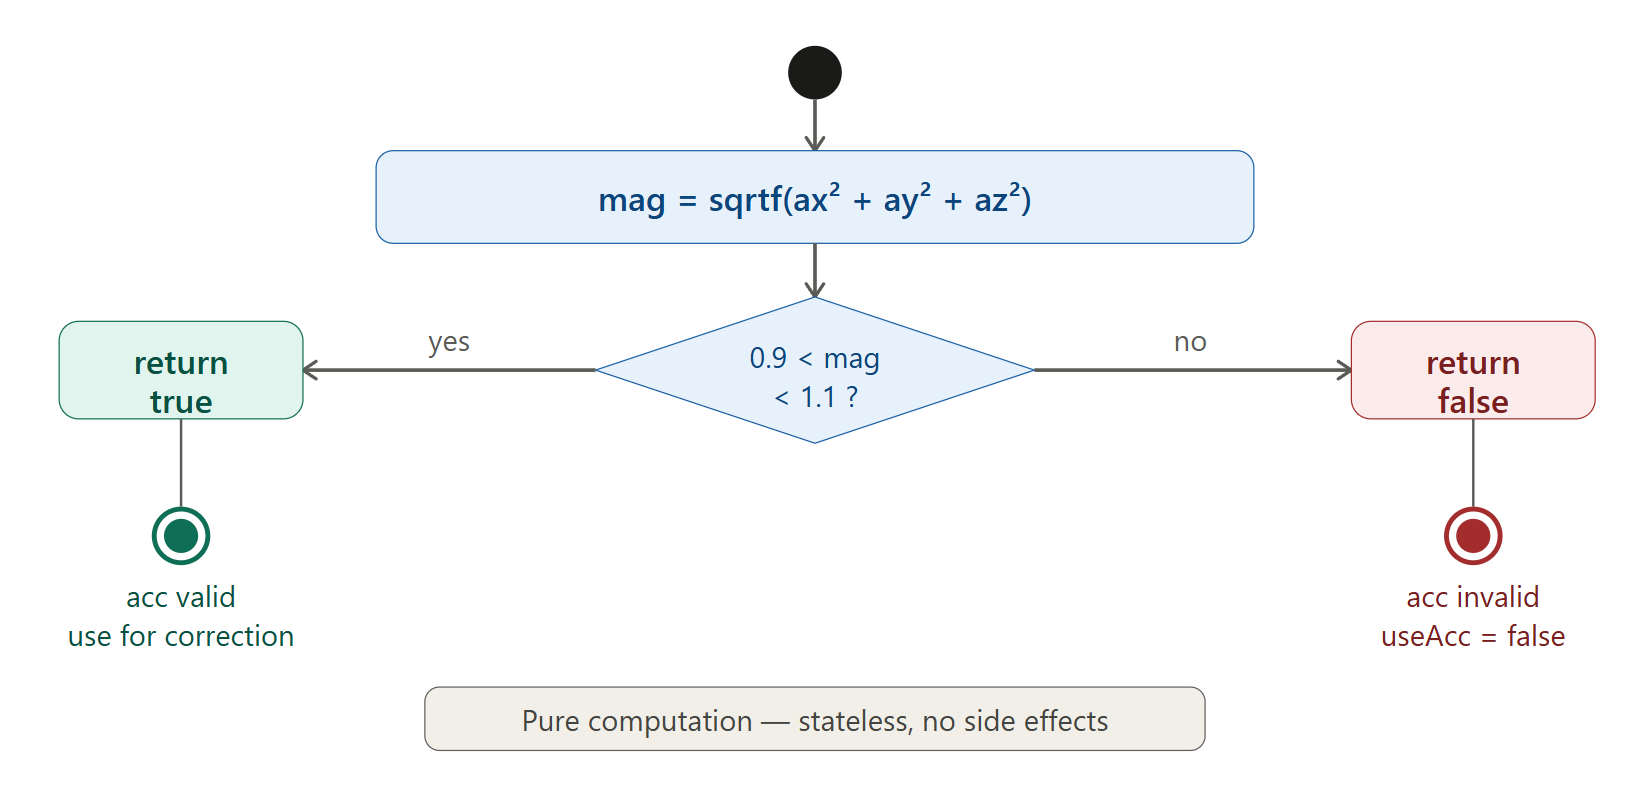 mag = sqrtf(ax² + ay² + az²)
yes
0.9 < mag
< 1.1 ?
no
return
true
return
false
acc valid
use for correction
acc invalid
useAcc = false
Pure computation — stateless, no side effects